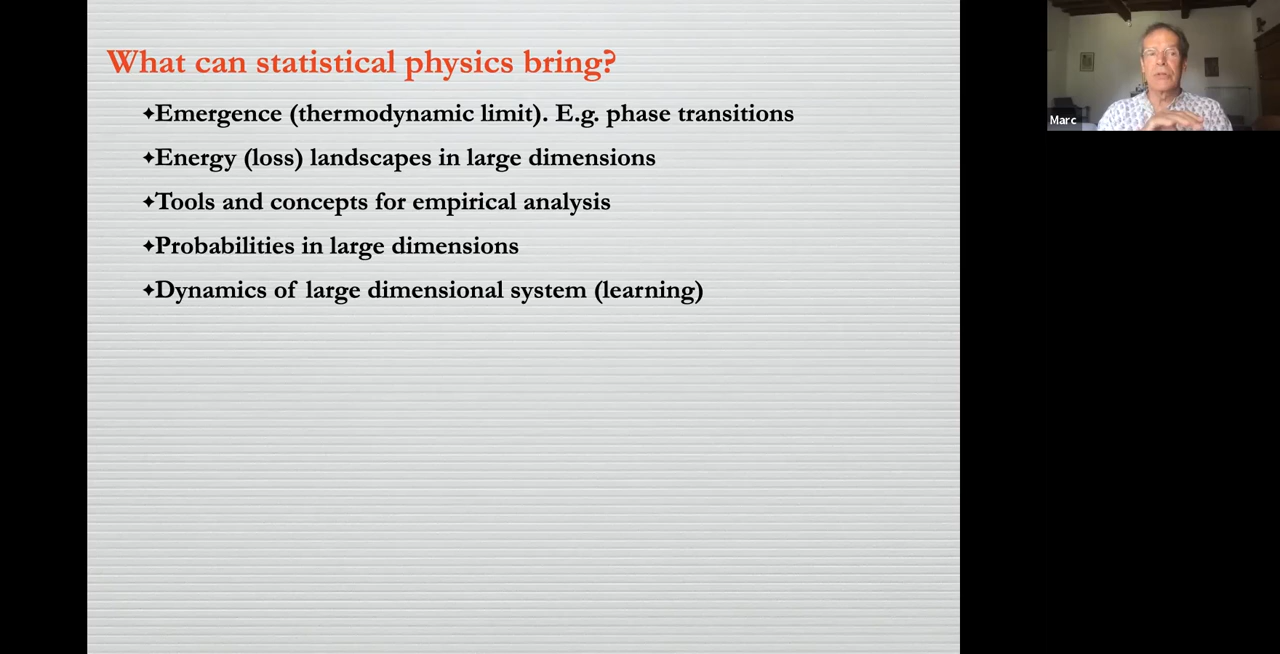 What can statistical physics bring?
✦Emergence (thermodynamic limit). E.g. phase transitions
✦Energy (loss) landscapes in large dimensions
✦Tools and concepts for empirical analysis
✦Probabilities in large dimensions
✦Dynamics of large dimensional system (learning)
Marc